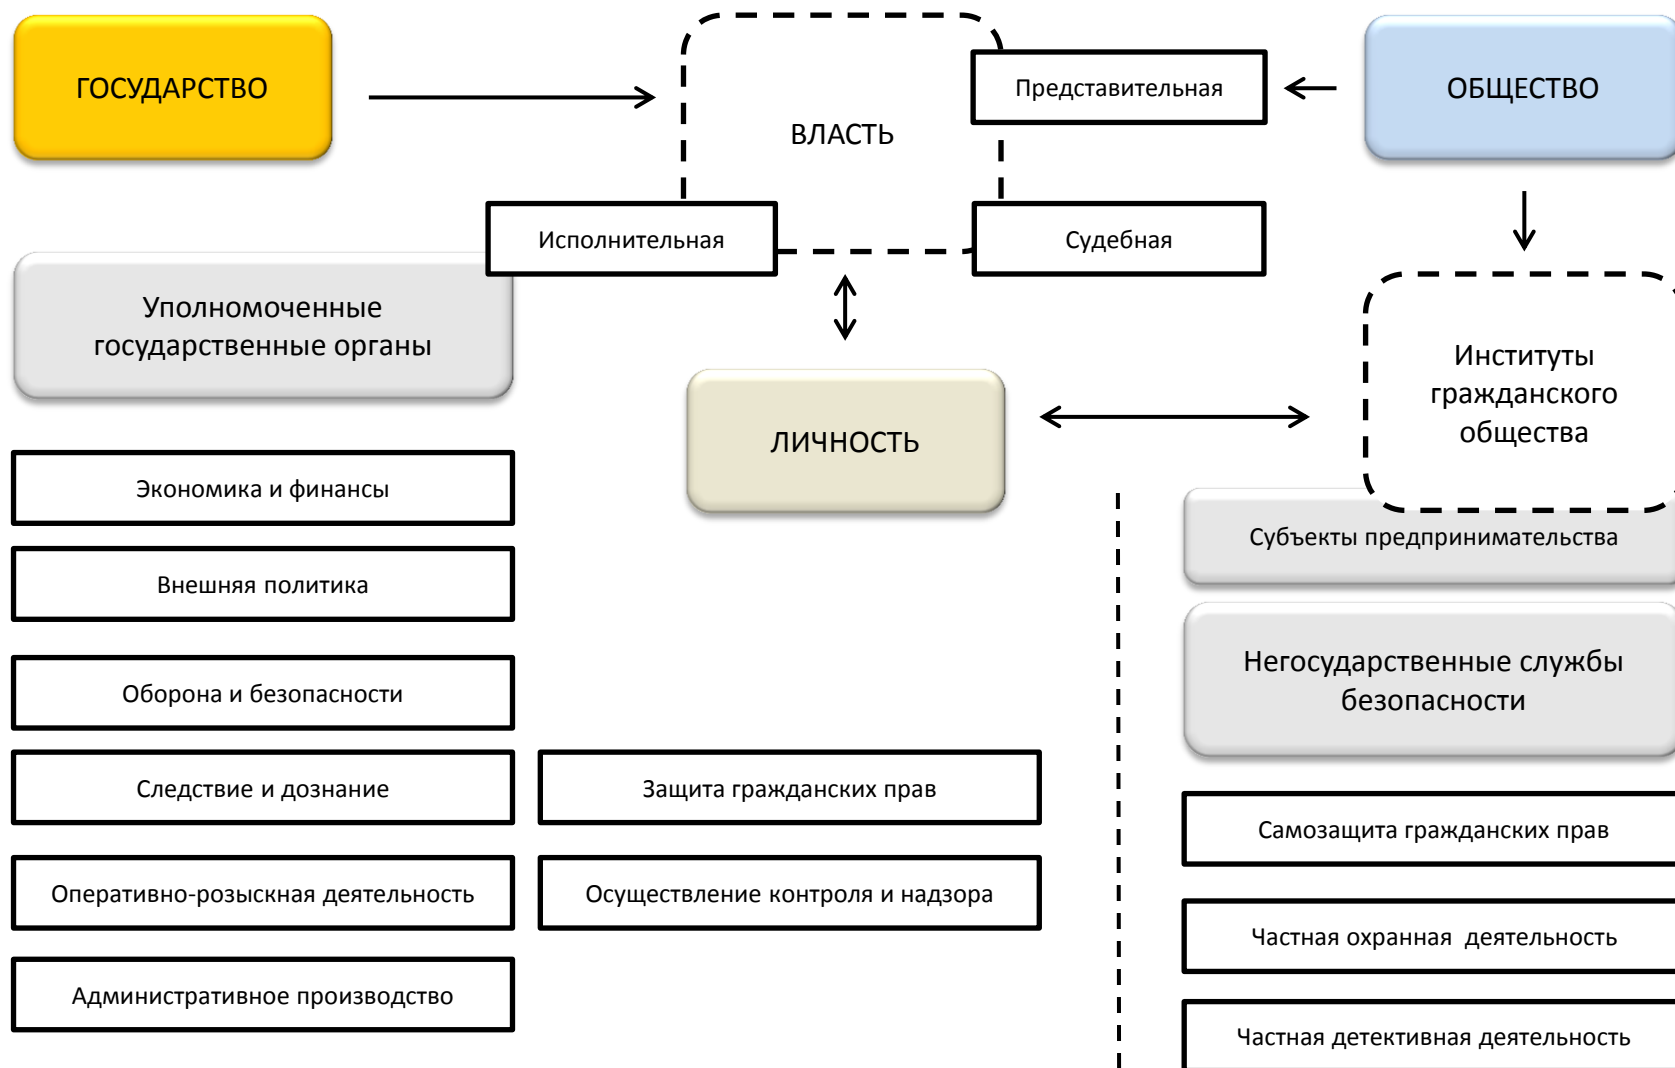 ГОСУДАРСТВО
ВЛАСТЬ
Представительная
ОБЩЕСТВО
Исполнительная
Судебная
Уполномоченные
государственные органы
ЛИЧНОСТЬ
Институты
гражданского
общества
Экономика и финансы
Внешняя политика
Оборона и безопасности
Следствие и дознание
Защита гражданских прав
Оперативно-розыскная деятельность
Осуществление контроля и надзора
Административное производство
Субъекты предпринимательства
Негосударственные службы
безопасности
Самозащита гражданских прав
Частная охранная  деятельность
Частная детективная деятельность